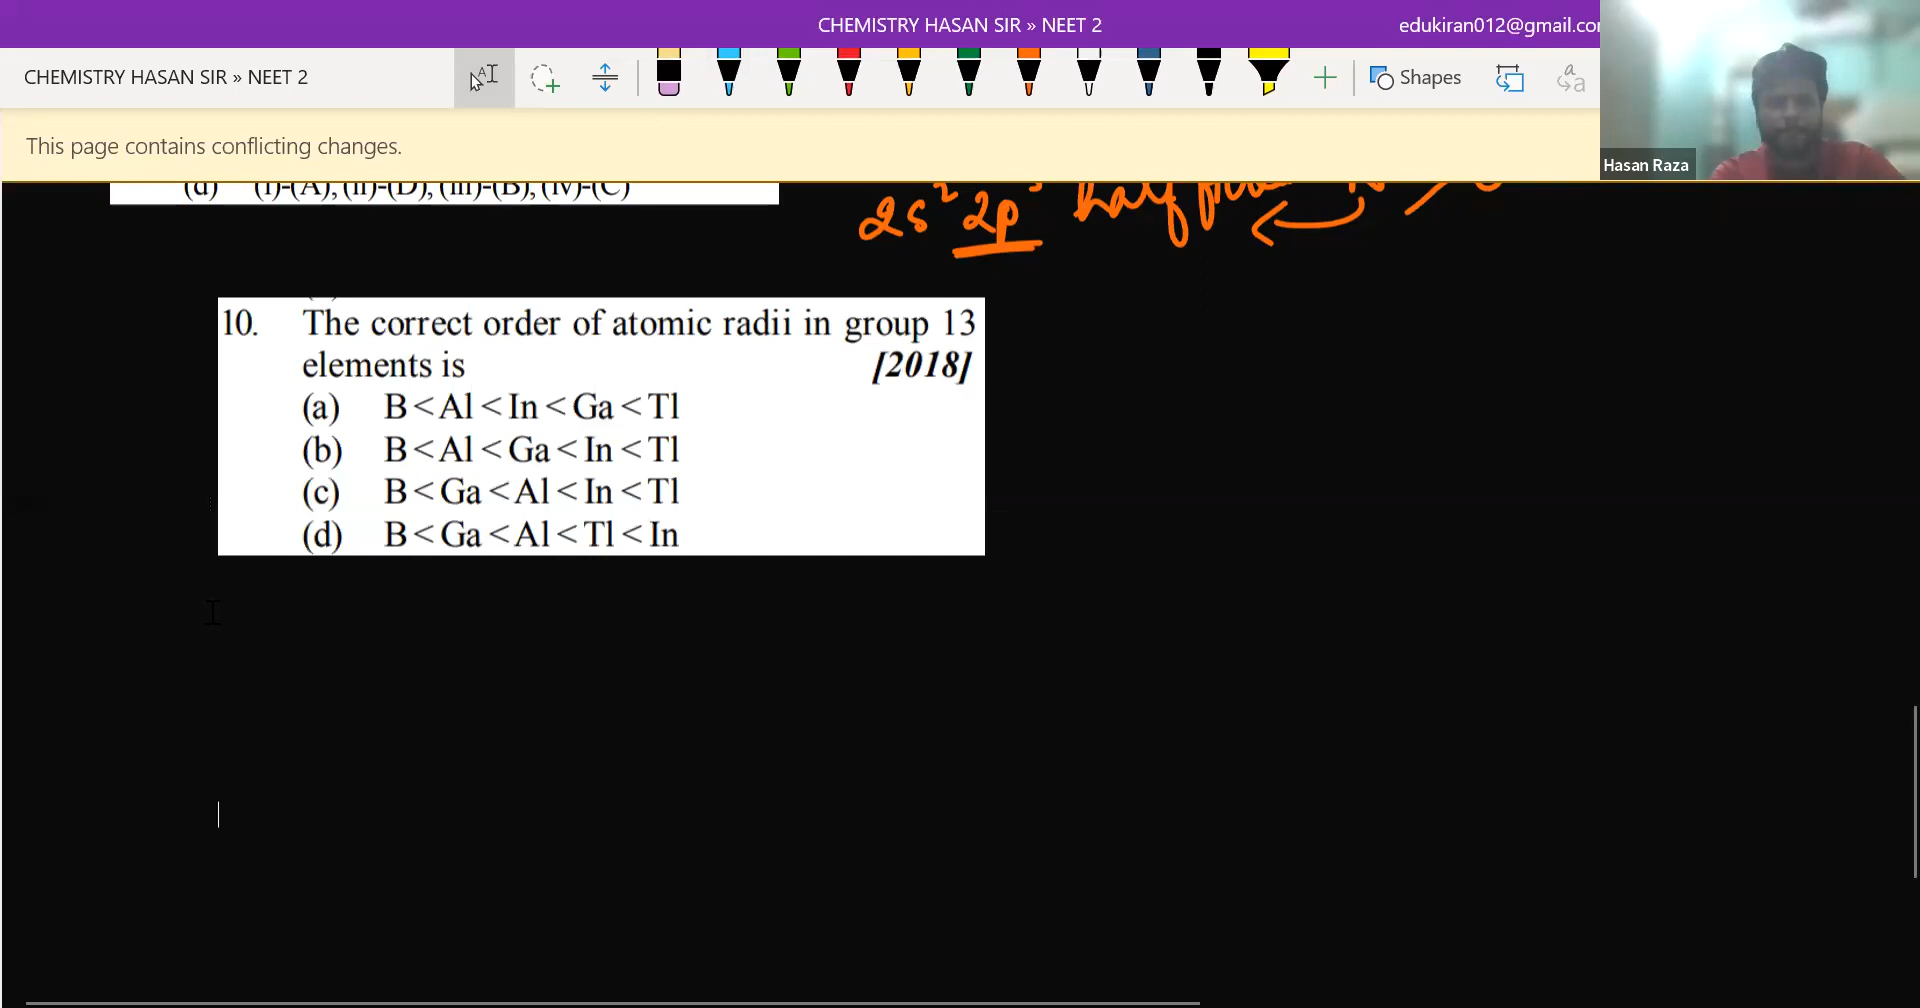 CHEMISTRY HASAN SIR » NEET 2
edukiran012@gmail.co
CHEMISTRY HASAN SIR » NEET 2
Shapes
This page contains conflicting changes.
Hasan Raza
(d) (i)-(A), (ii)-(D), (iii)-(B), (iv)-(C)
2s² 2p³ half
10. The correct order of atomic radii in group 13
elements is [2018]
(a) B < Al < In < Ga < Tl
(b) B < Al < Ga < In < Tl
(c) B < Ga < Al < In < Tl
(d) B < Ga < Al < Tl < In